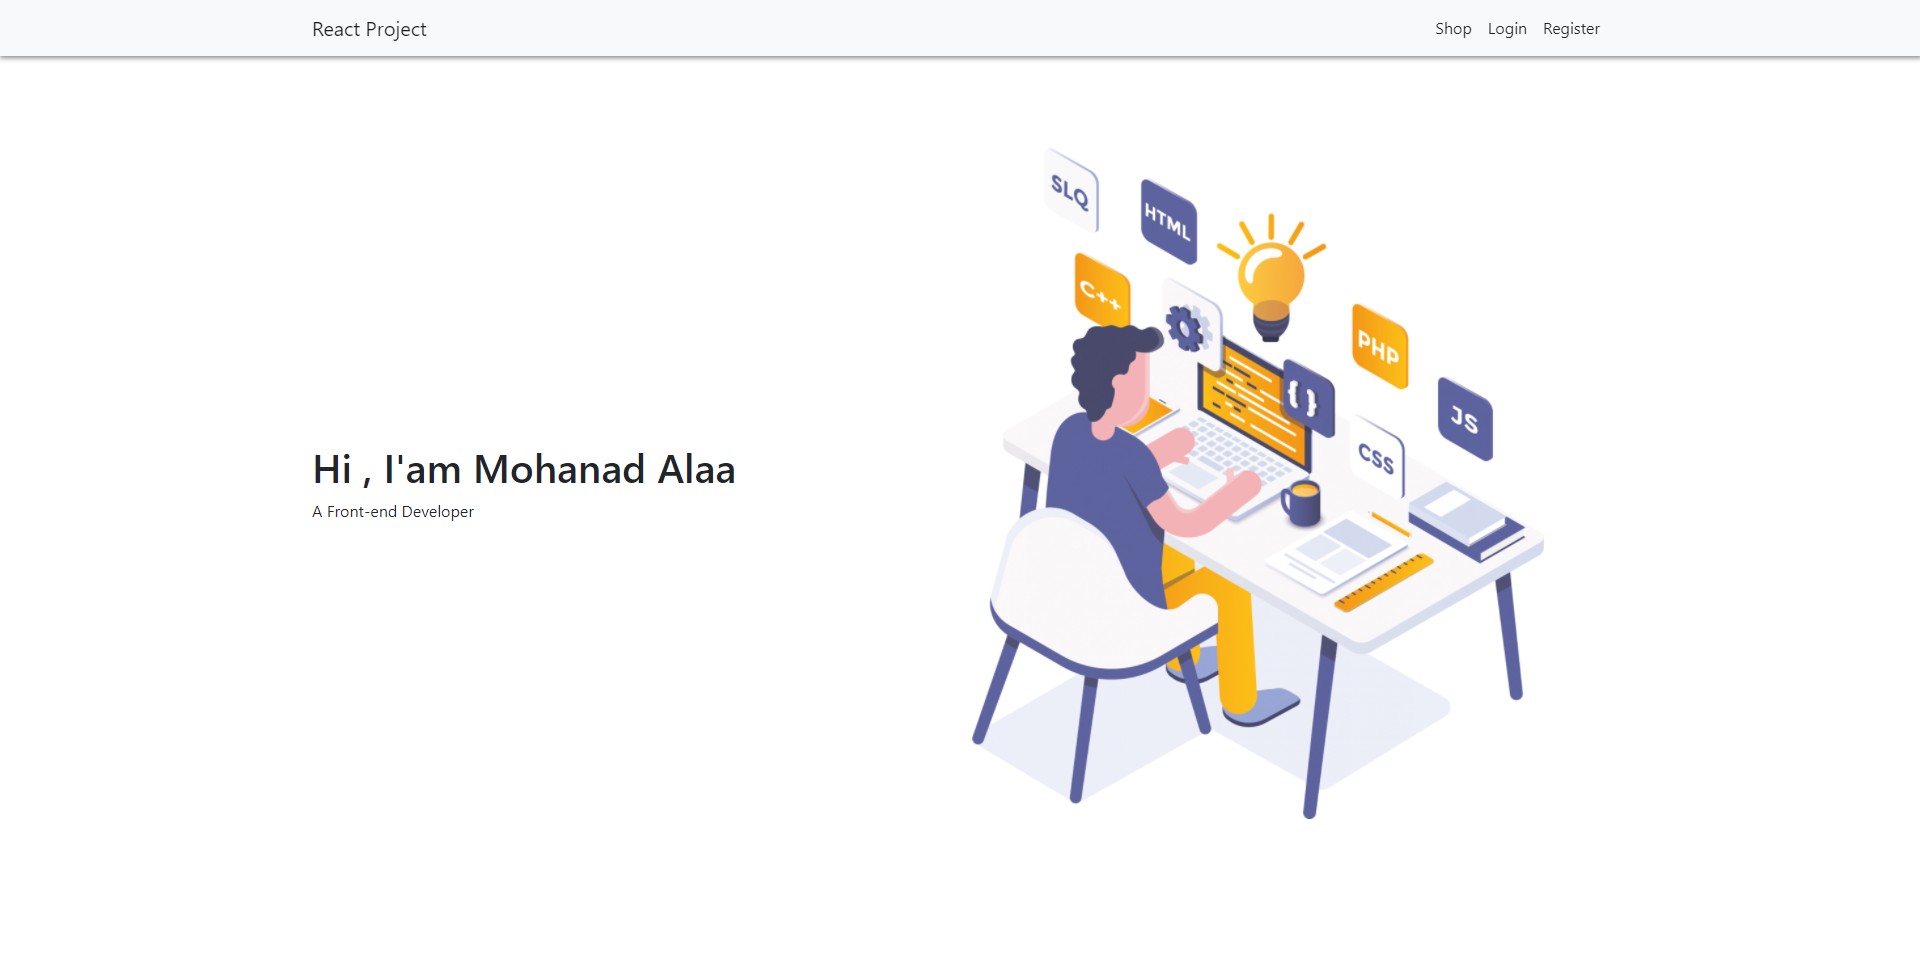 React Project
Shop Login Register
SLQ
HTML
C++
PHP
{ }
JS
CSS
Hi , I'am Mohanad Alaa
A Front-end Developer